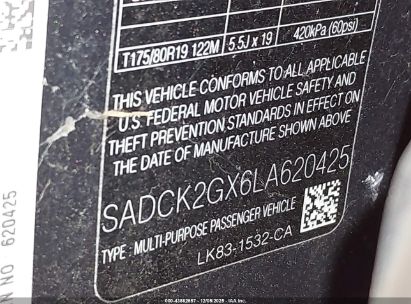 T175/80R19 122M 5.5J x 19 420kPa (60psi)
THIS VEHICLE CONFORMS TO ALL APPLICABLE
U.S. FEDERAL MOTOR VEHICLE SAFETY AND
THEFT PREVENTION STANDARDS IN EFFECT ON
THE DATE OF MANUFACTURE SHOWN ABOVE
SADCK2GX6LA620425
TYPE : MULTI-PURPOSE PASSENGER VEHICLE
LK83-1532-CA
N NO : 620425